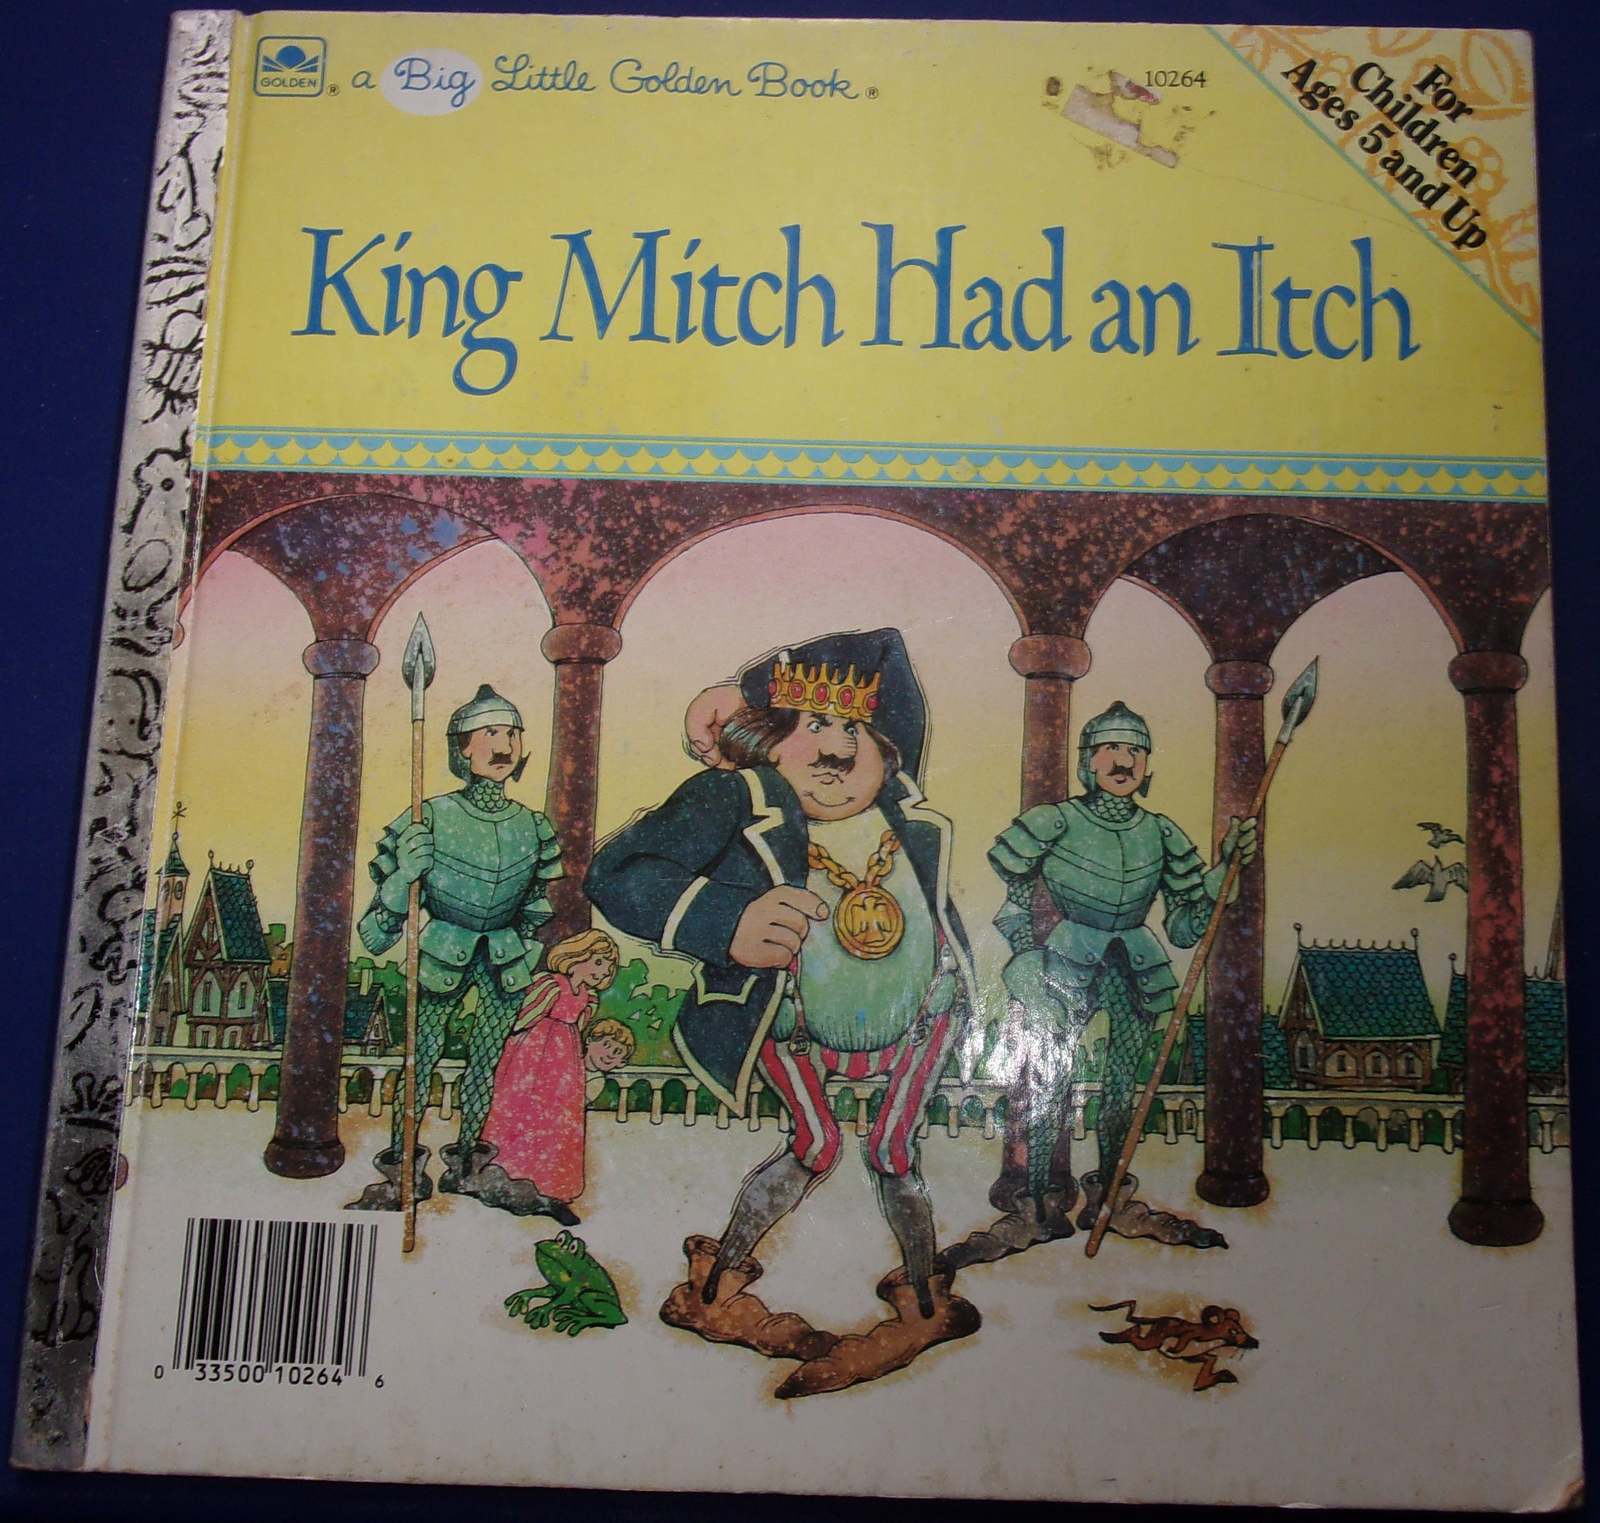 GOLDEN® a Big Little Golden Book®
10264
For
Children
Ages 5 and Up
King Mitch Had an Itch
0 33500 10264 6